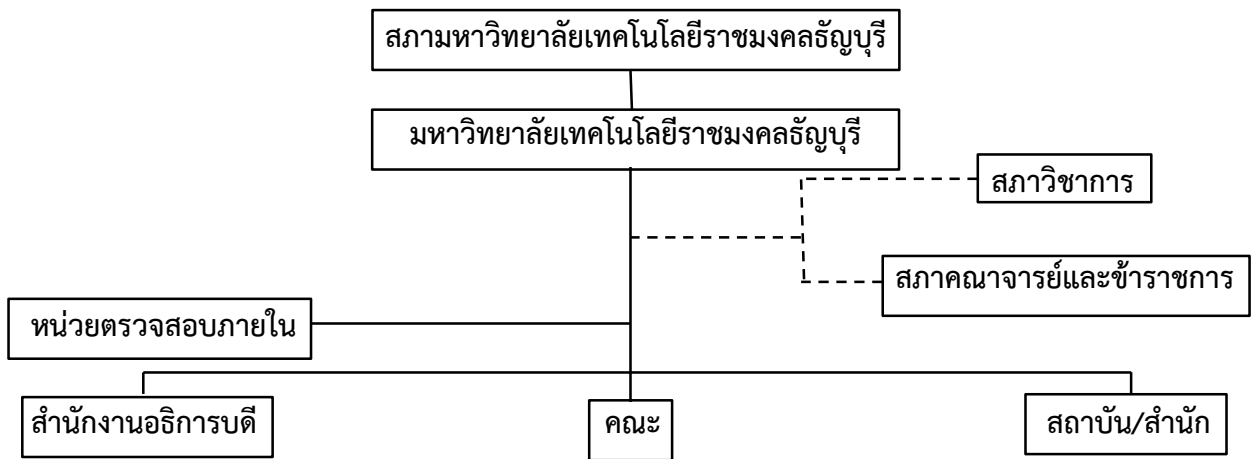 สภามหาวิทยาลัยเทคโนโลยีราชมงคลธัญบุรี
มหาวิทยาลัยเทคโนโลยีราชมงคลธัญบุรี
สภาวิชาการ
สภาคณาจารย์และข้าราชการ
หน่วยตรวจสอบภายใน
สำนักงานอธิการบดี
คณะ
สถาบัน/สำนัก